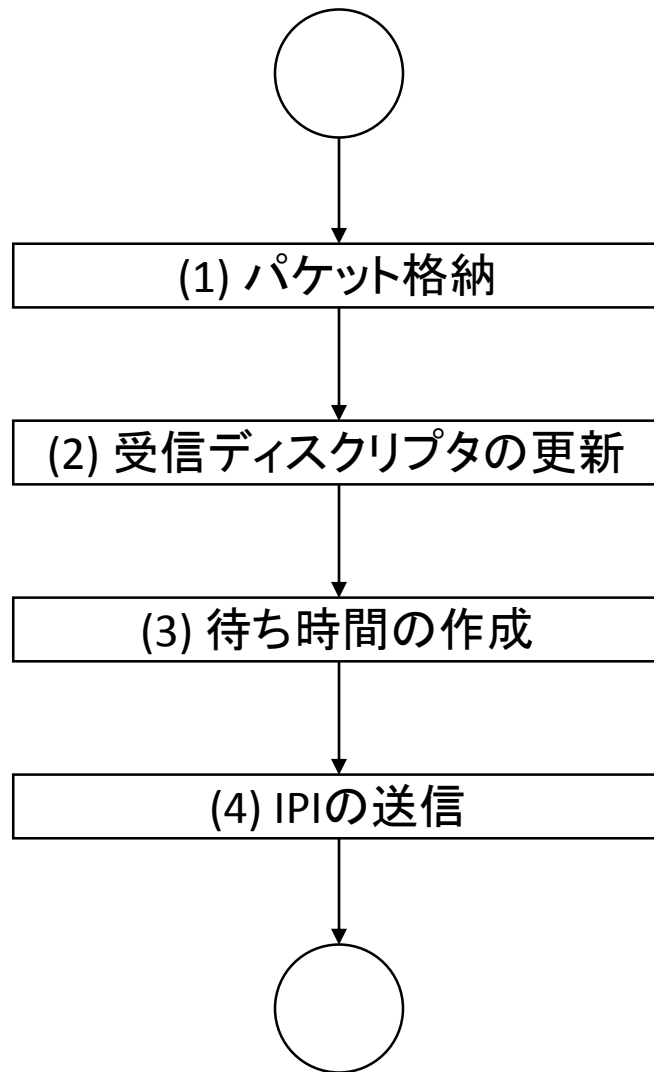 (1) パケット格納
(2) 受信ディスクリプタの更新
(3) 待ち時間の作成
(4) IPIの送信